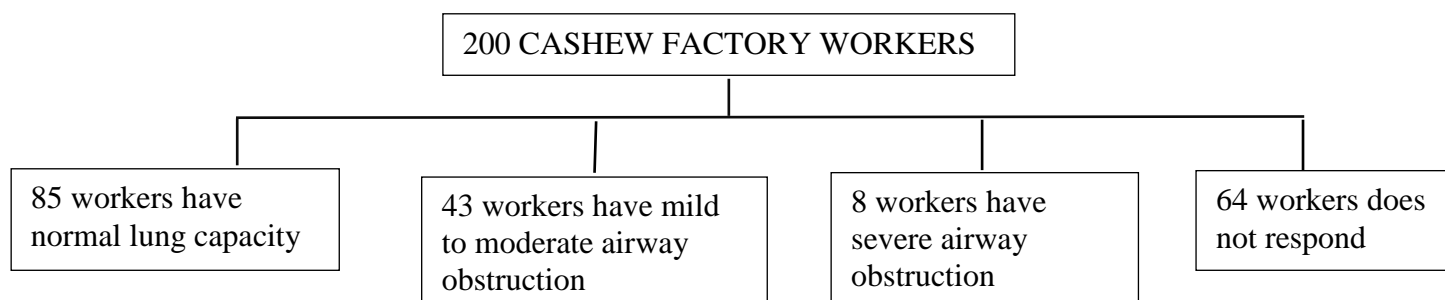 200 CASHEW FACTORY WORKERS
85 workers have
normal lung capacity
43 workers have mild
to moderate airway
obstruction
8 workers have
severe airway
obstruction
64 workers does
not respond